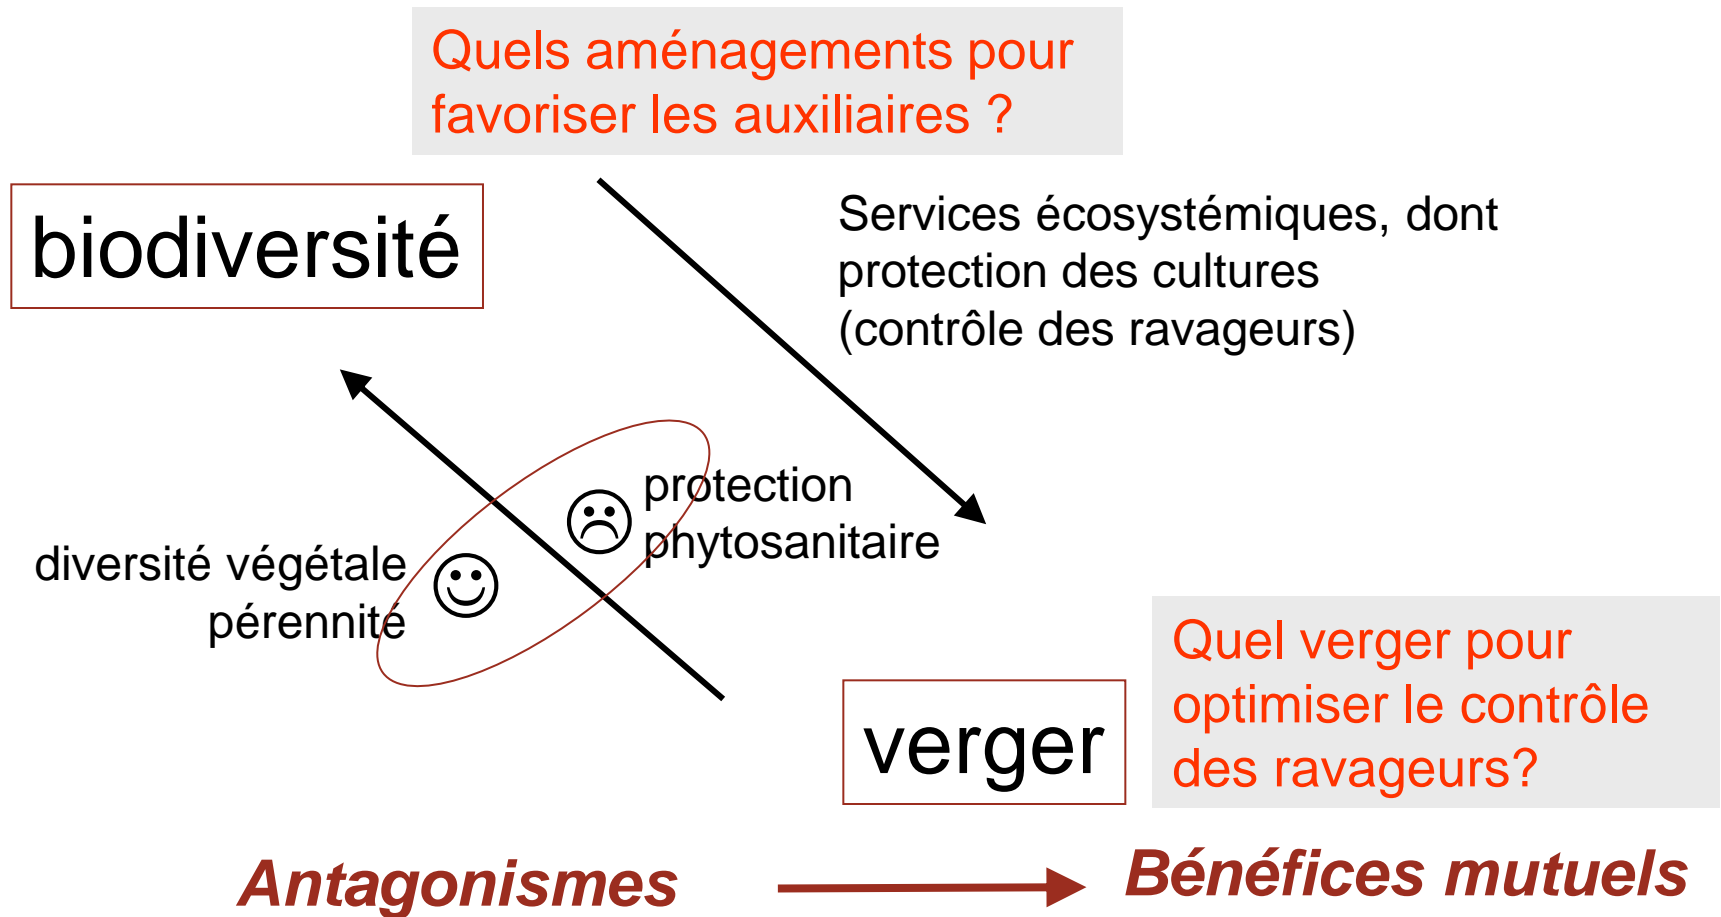 Quels aménagements pour
favoriser les auxiliaires ?
biodiversité
Services écosystémiques, dont
protection des cultures
(contrôle des ravageurs)
protection
phytosanitaire
diversité végétale
pérennité
Quel verger pour
optimiser le contrôle
des ravageurs?
verger
Antagonismes
Bénéfices mutuels